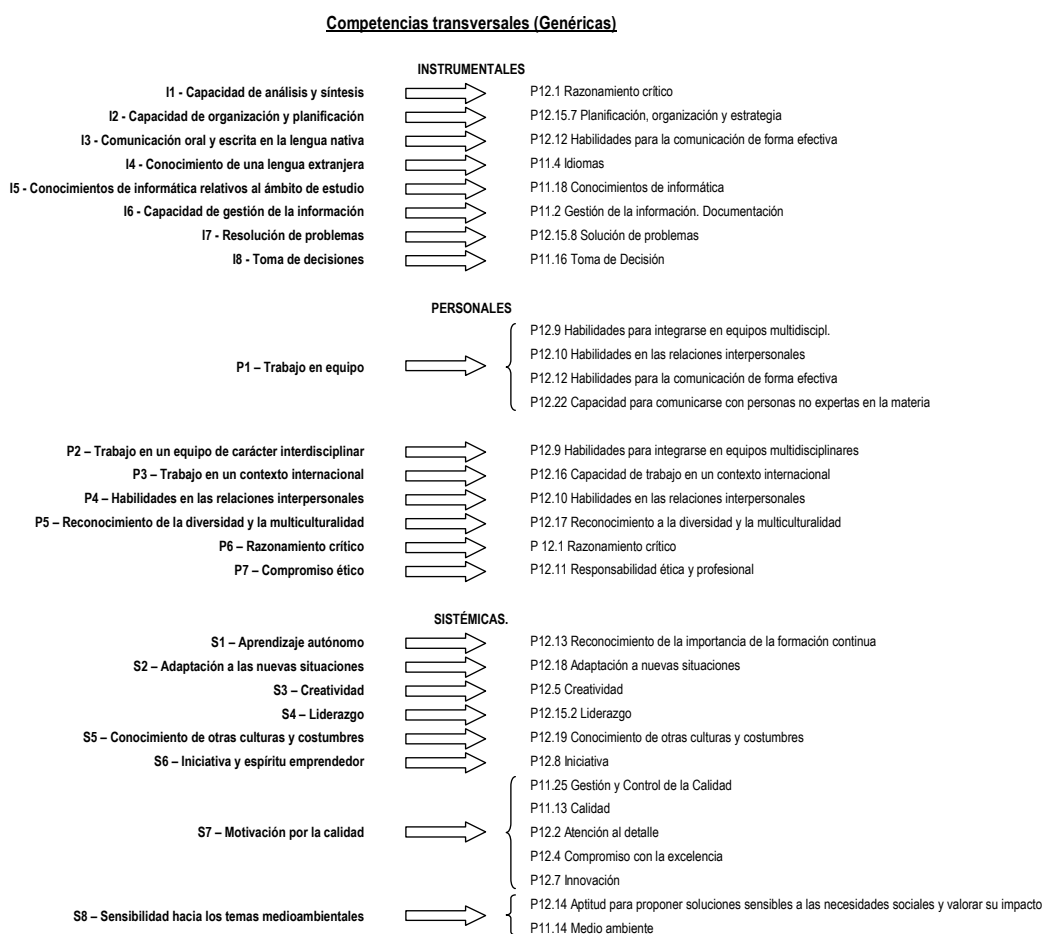 Competencias transversales (Genéricas)
INSTRUMENTALES
I1 - Capacidad de análisis y síntesis P12.1 Razonamiento crítico
I2 - Capacidad de organización y planificación P12.15.7 Planificación, organización y estrategia
I3 - Comunicación oral y escrita en la lengua nativa P12.12 Habilidades para la comunicación de forma efectiva
I4 - Conocimiento de una lengua extranjera P11.4 Idiomas
I5 - Conocimientos de informática relativos al ámbito de estudio P11.18 Conocimientos de informática
I6 - Capacidad de gestión de la información P11.2 Gestión de la información. Documentación
I7 - Resolución de problemas P12.15.8 Solución de problemas
I8 - Toma de decisiones P11.16 Toma de Decisión
PERSONALES
P1 – Trabajo en equipo
P12.9 Habilidades para integrarse en equipos multidiscipl.
P12.10 Habilidades en las relaciones interpersonales
P12.12 Habilidades para la comunicación de forma efectiva
P12.22 Capacidad para comunicarse con personas no expertas en la materia
P2 – Trabajo en un equipo de carácter interdisciplinar P12.9 Habilidades para integrarse en equipos multidisciplinares
P3 – Trabajo en un contexto internacional P12.16 Capacidad de trabajo en un contexto internacional
P4 – Habilidades en las relaciones interpersonales P12.10 Habilidades en las relaciones interpersonales
P5 – Reconocimiento de la diversidad y la multiculturalidad P12.17 Reconocimiento a la diversidad y la multiculturalidad
P6 – Razonamiento crítico P 12.1 Razonamiento crítico
P7 – Compromiso ético P12.11 Responsabilidad ética y profesional
SISTÉMICAS.
S1 – Aprendizaje autónomo P12.13 Reconocimiento de la importancia de la formación continua
S2 – Adaptación a las nuevas situaciones P12.18 Adaptación a nuevas situaciones
S3 – Creatividad P12.5 Creatividad
S4 – Liderazgo P12.15.2 Liderazgo
S5 – Conocimiento de otras culturas y costumbres P12.19 Conocimiento de otras culturas y costumbres
S6 – Iniciativa y espíritu emprendedor P12.8 Iniciativa
S7 – Motivación por la calidad
P11.25 Gestión y Control de la Calidad
P11.13 Calidad
P12.2 Atención al detalle
P12.4 Compromiso con la excelencia
P12.7 Innovación
S8 – Sensibilidad hacia los temas medioambientales
P12.14 Aptitud para proponer soluciones sensibles a las necesidades sociales y valorar su impacto
P11.14 Medio ambiente